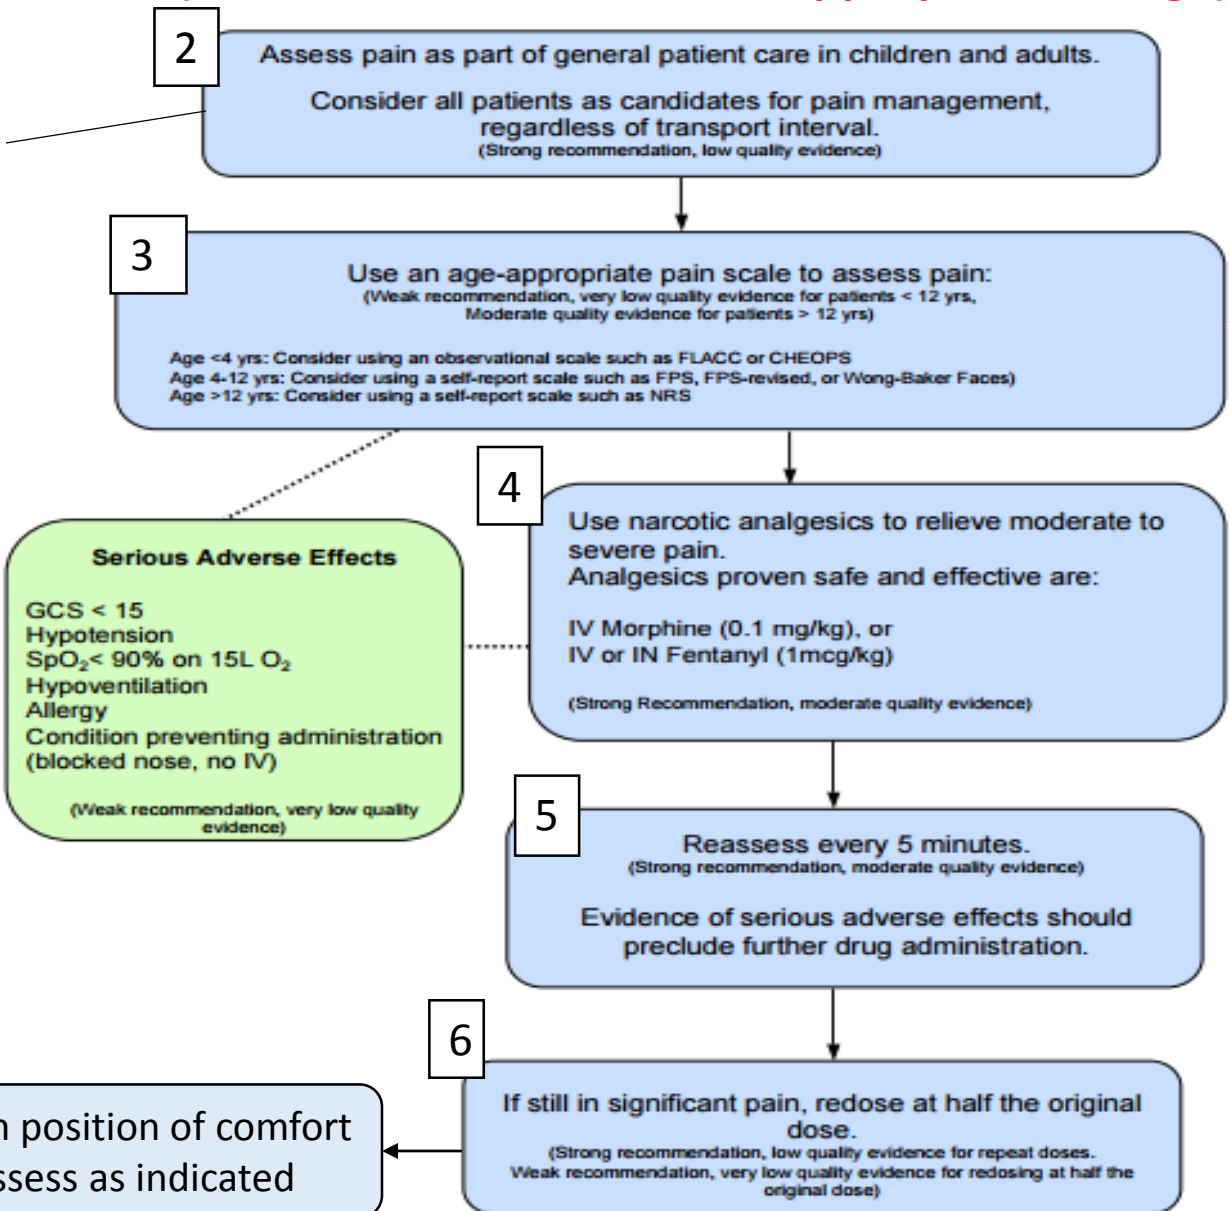 2
Assess pain as part of general patient care in children and adults.
Consider all patients as candidates for pain management,
regardless of transport interval.
(Strong recommendation, low quality evidence)
3
Use an age-appropriate pain scale to assess pain:
(Weak recommendation, very low quality evidence for patients < 12 yrs,
Moderate quality evidence for patients > 12 yrs)
Age <4 yrs: Consider using an observational scale such as FLACC or CHEOPS
Age 4-12 yrs: Consider using a self-report scale such as FPS, FPS-revised, or Wong-Baker Faces)
Age >12 yrs: Consider using a self-report scale such as NRS
4
Use narcotic analgesics to relieve moderate to
severe pain.
Analgesics proven safe and effective are:
IV Morphine (0.1 mg/kg), or
IV or IN Fentanyl (1mcg/kg)
(Strong Recommendation, moderate quality evidence)
Serious Adverse Effects
GCS < 15
Hypotension
SpO₂< 90% on 15L O₂
Hypoventilation
Allergy
Condition preventing administration
(blocked nose, no IV)
(Weak recommendation, very low quality
evidence)
5
Reassess every 5 minutes.
(Strong recommendation, moderate quality evidence)
Evidence of serious adverse effects should
preclude further drug administration.
6
If still in significant pain, redose at half the original
dose.
(Strong recommendation, low quality evidence for repeat doses.
Weak recommendation, very low quality evidence for redosing at half the
original dose)
position of comfort
as indicated